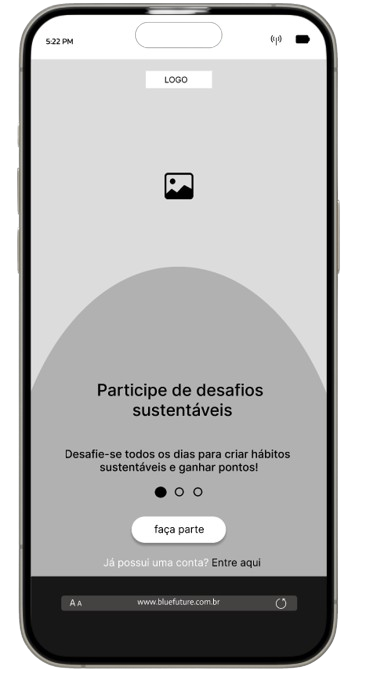 5:22 PM
LOGO
Participe de desafios
sustentáveis
Desafie-se todos os dias para criar hábitos
sustentáveis e ganhar pontos!
faça parte
Já possui uma conta? Entre aqui
AA www.bluefuture.com.br